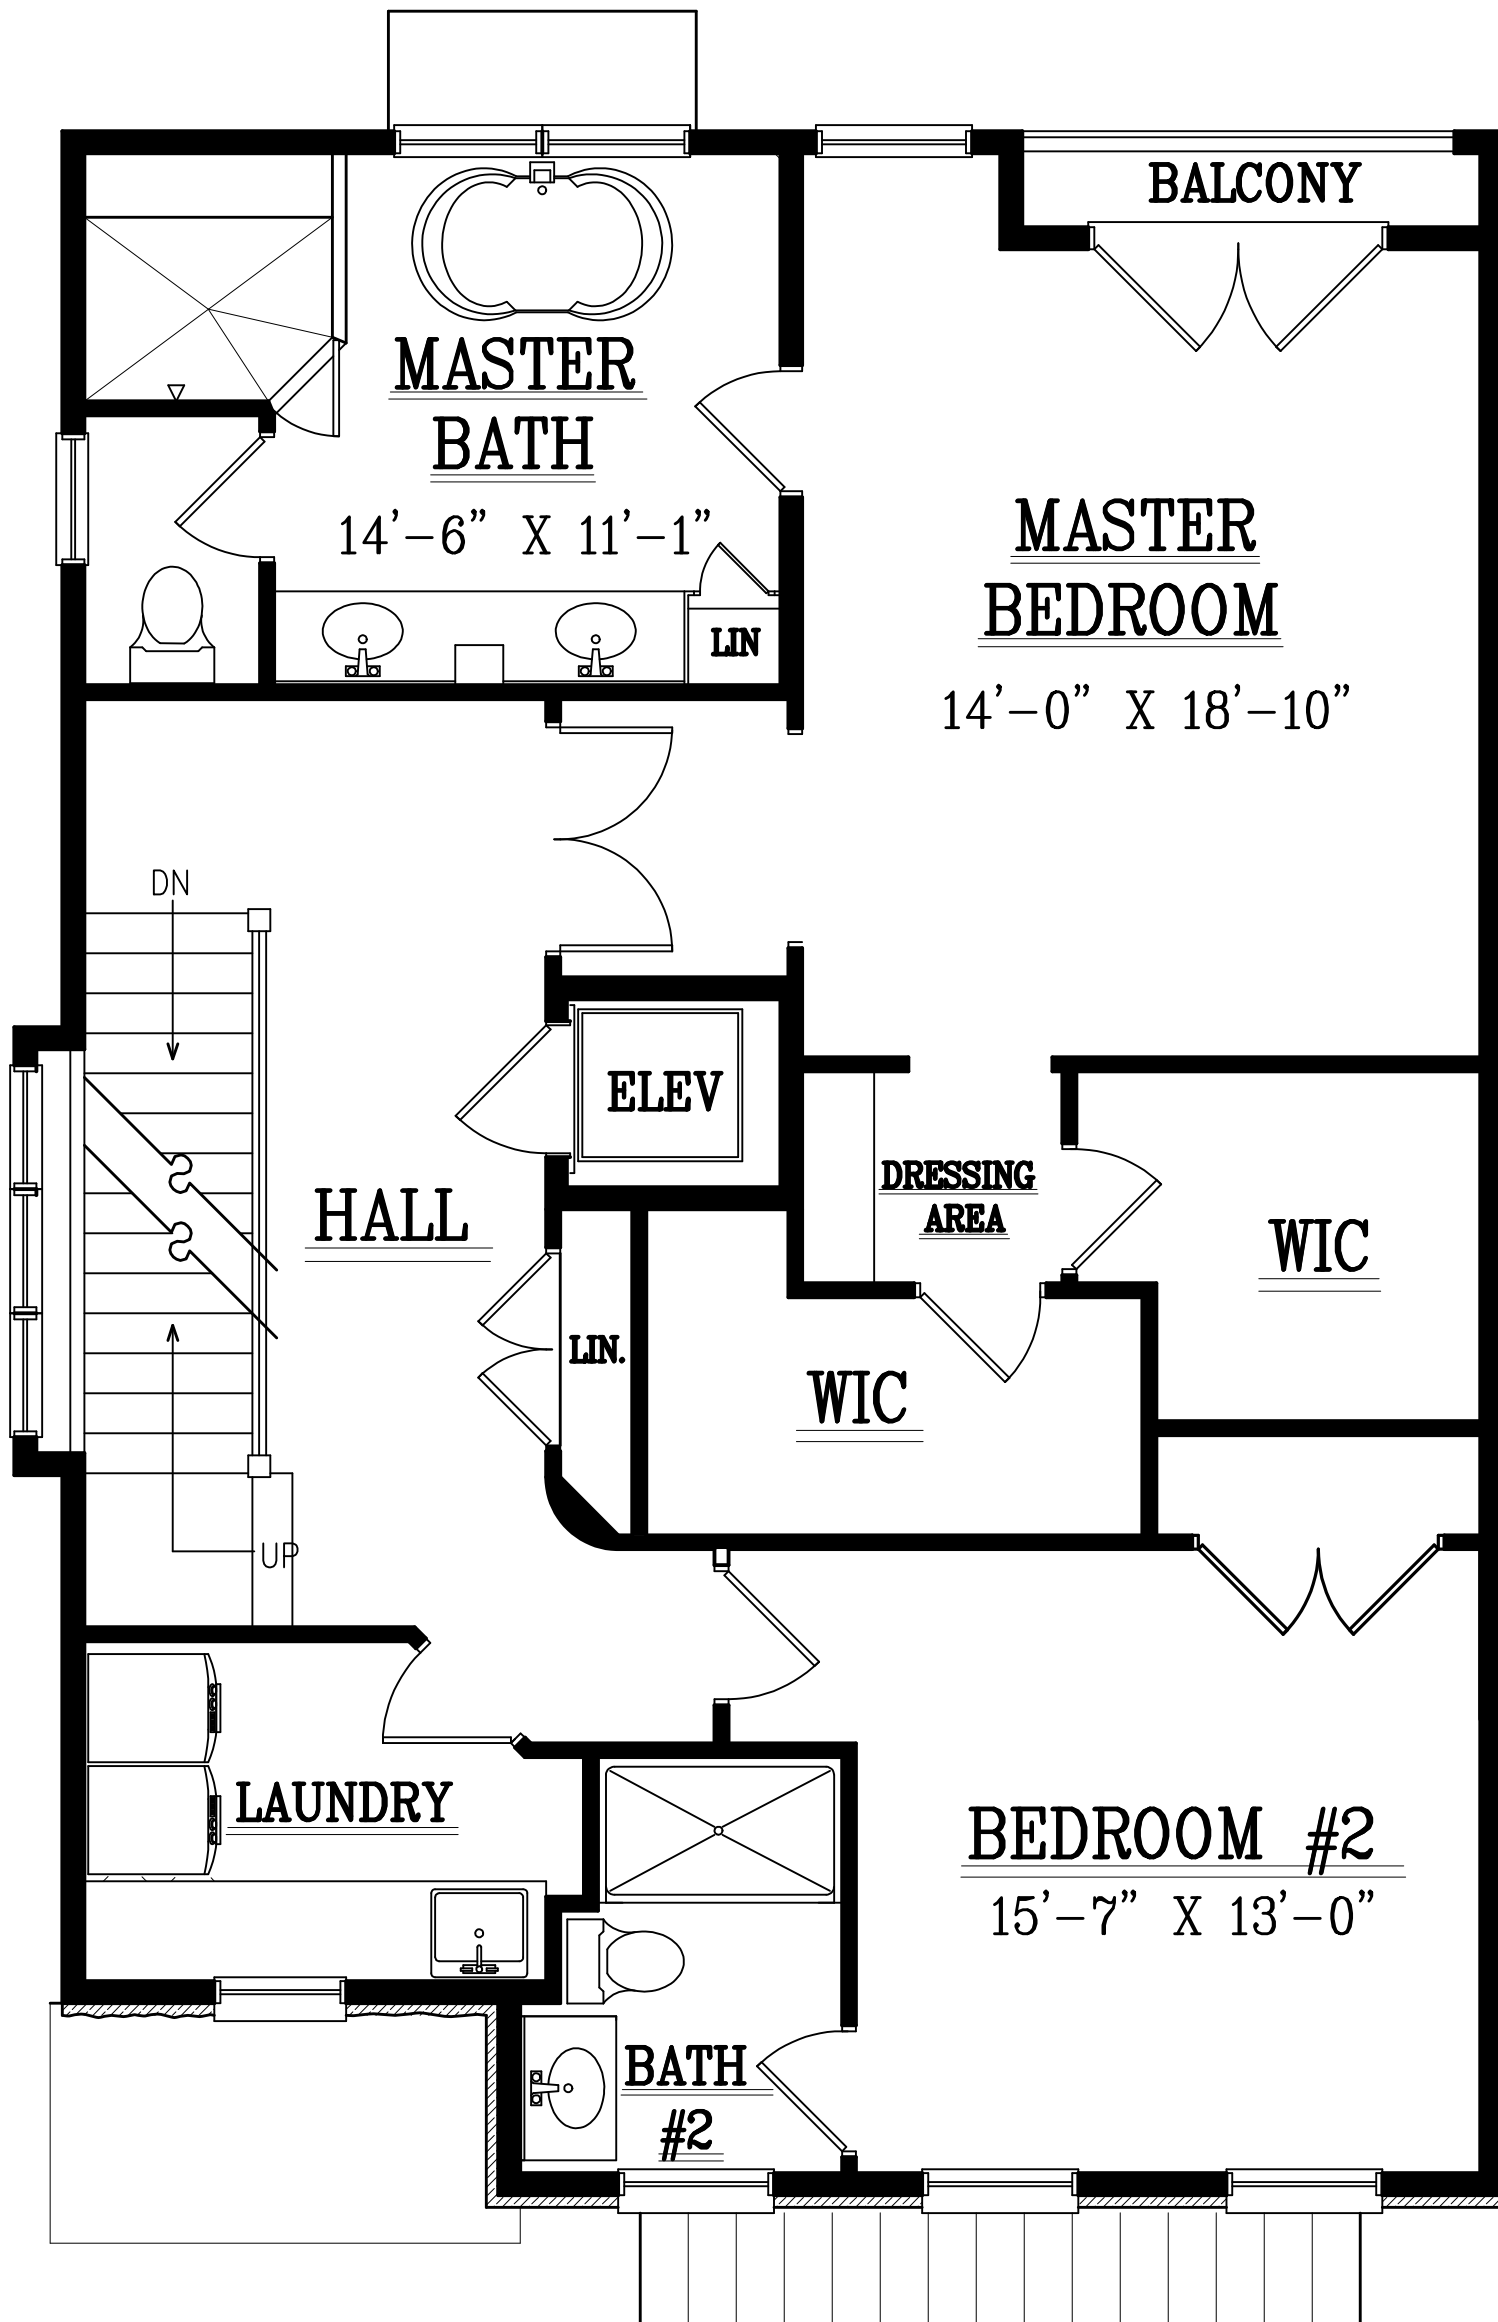 BALCONY
MASTER
BATH
14'-6" X 11'-1"
MASTER
BEDROOM
14'-0" X 18'-10"
LIN
DN
ELEV
DRESSING
AREA
HALL
WIC
LIN.
WIC
UP
LAUNDRY
BEDROOM #2
15'-7" X 13'-0"
BATH
#2